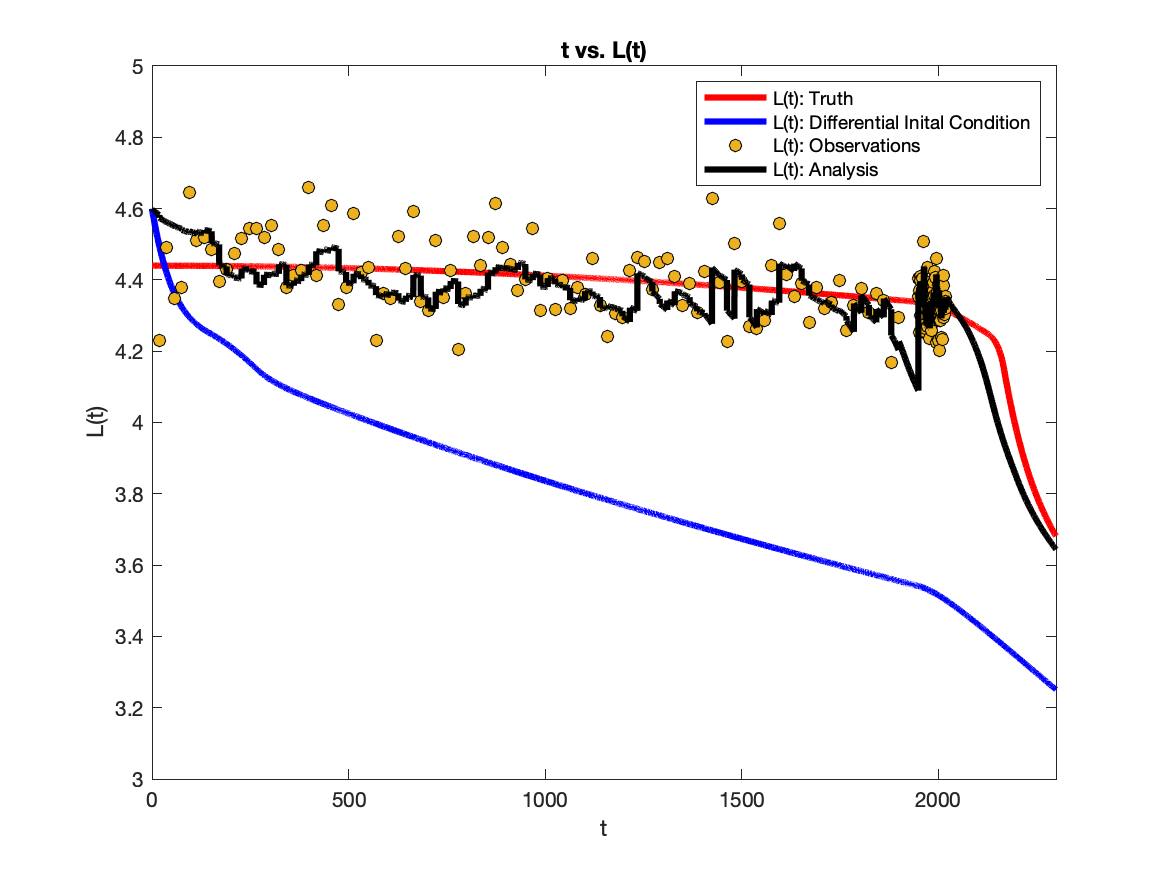 t vs. L(t)
L(t): Truth
L(t): Differential Inital Condition
L(t): Observations
L(t): Analysis
5
4.8
4.6
4.4
4.2
4
3.8
3.6
3.4
3.2
3
L(t)
0 500 1000 1500 2000
t